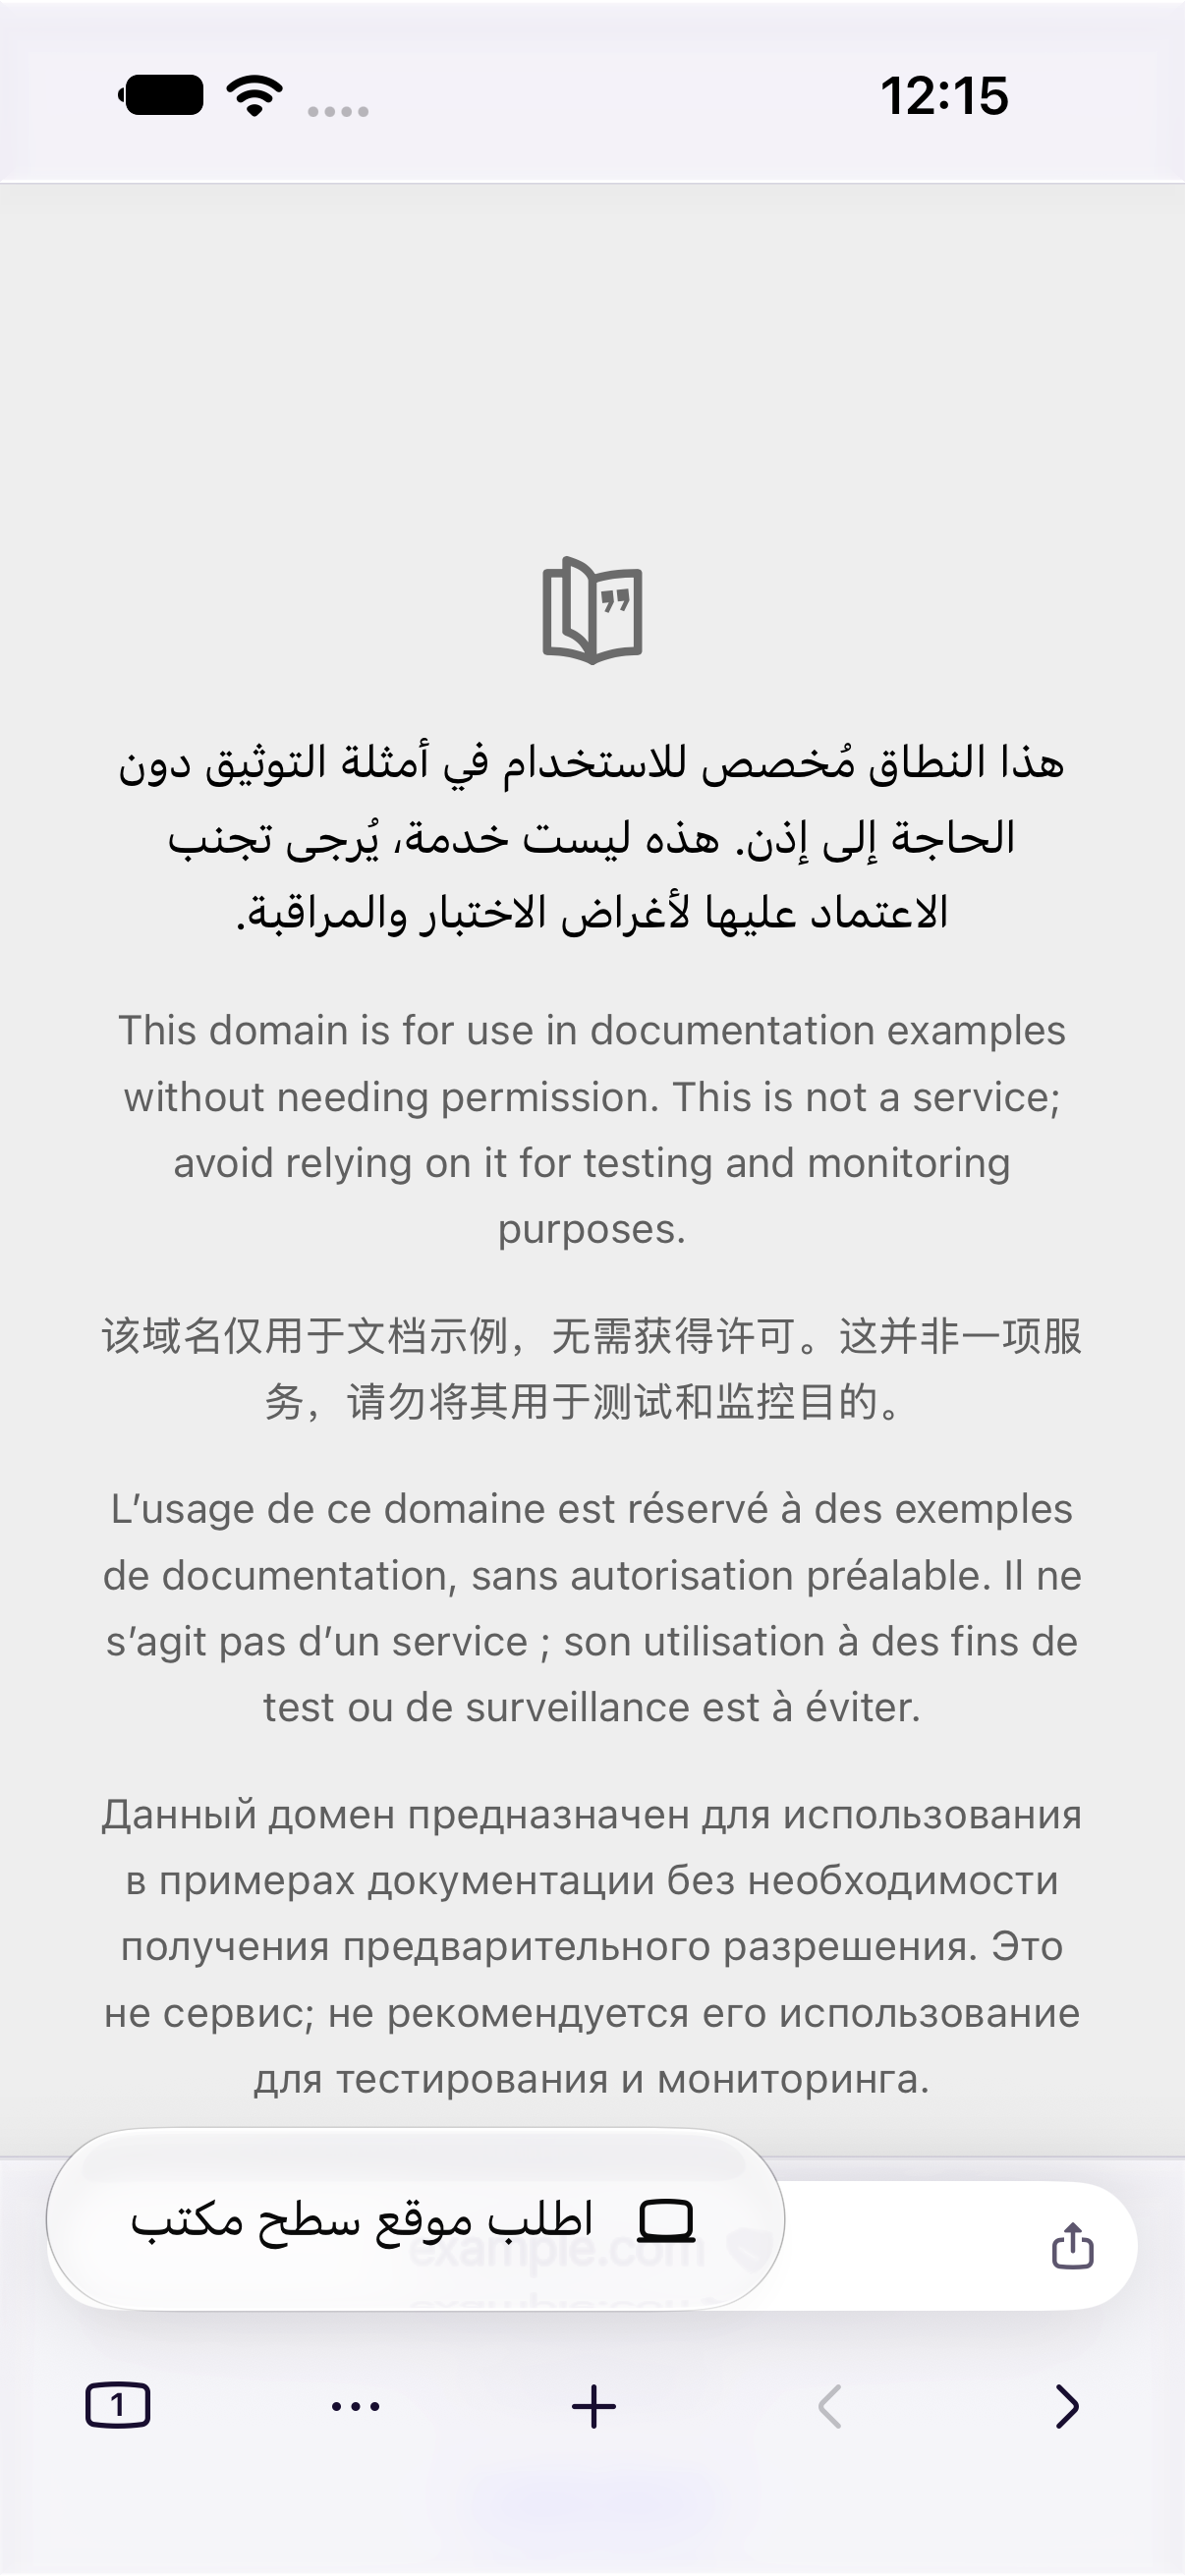 12:15
هذا النطاق مُخصص للاستخدام في أمثلة التوثيق دون
الحاجة إلى إذن. هذه ليست خدمة، يُرجى تجنب
الاعتماد عليها لأغراض الاختبار والمراقبة.
This domain is for use in documentation examples
without needing permission. This is not a service;
avoid relying on it for testing and monitoring
purposes.
该域名仅用于文档示例，无需获得许可。这并非一项服
务，请勿将其用于测试和监控目的。
L’usage de ce domaine est réservé à des exemples
de documentation, sans autorisation préalable. Il ne
s’agit pas d’un service ; son utilisation à des fins de
test ou de surveillance est à éviter.
Данный домен предназначен для использования
в примерах документации без необходимости
получения предварительного разрешения. Это
не сервис; не рекомендуется его использование
для тестирования и мониторинга.
اطلب موقع سطح مكتب
example.com
1